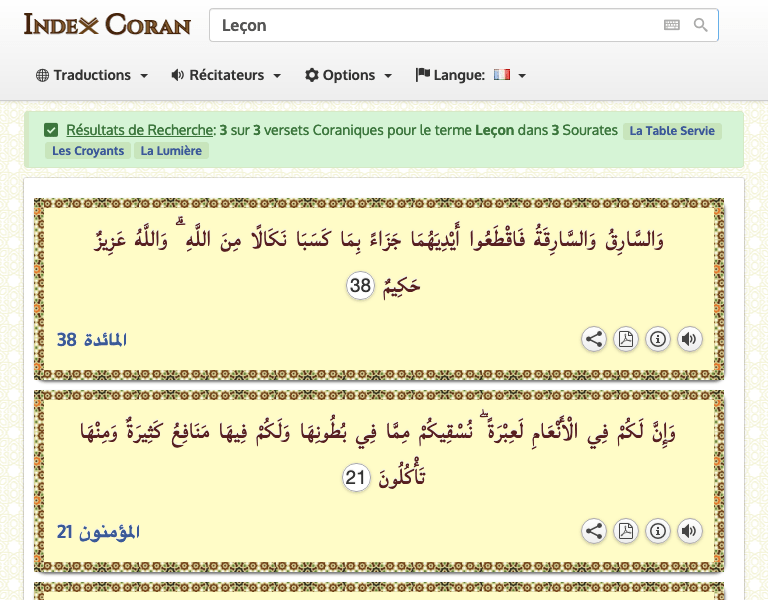 INDEX CORAN
Leçon
Traductions
Récitateurs
Options
Langue:
Résultats de Recherche: 3 sur 3 versets Coraniques pour le terme Leçon dans 3 Sourates La Table Servie
Les Croyants La Lumière
وَالسَّارِقُ وَالسَّارِقَةُ فَاقْطَعُوا أَيْدِيَهُمَا جَزَاءً بِمَا كَسَبَا نَكَالًا مِنَ اللَّهِ ۗ وَاللَّهُ عَزِيزٌ
حَكِيمٌ 38
المائدة 38
وَإِنَّ لَكُمْ فِي الْأَنْعَامِ لَعِبْرَةً ۖ نُسْقِيكُمْ مِمَّا فِي بُطُونِهَا وَلَكُمْ فِيهَا مَنَافِعُ كَثِيرَةٌ وَمِنْهَا
تَأْكُلُونَ 21
المؤمنون 21